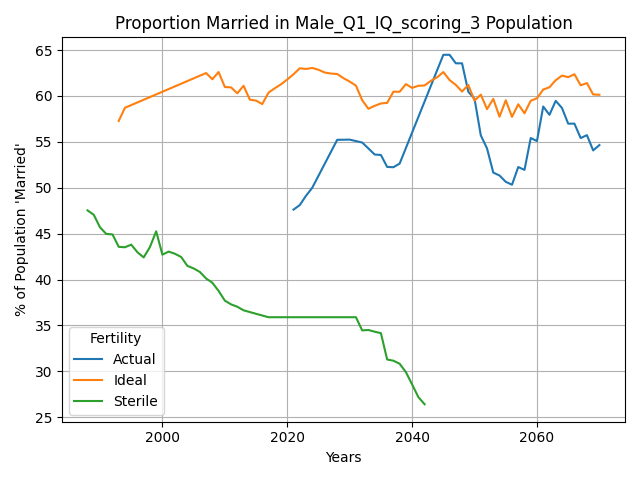 Proportion Married in Male_Q1_IQ_scoring_3 Population
% of Population 'Married'
65
60
55
50
45
40
35
30
25
Fertility
Actual
Ideal
Sterile
2000 2020 2040 2060
Years